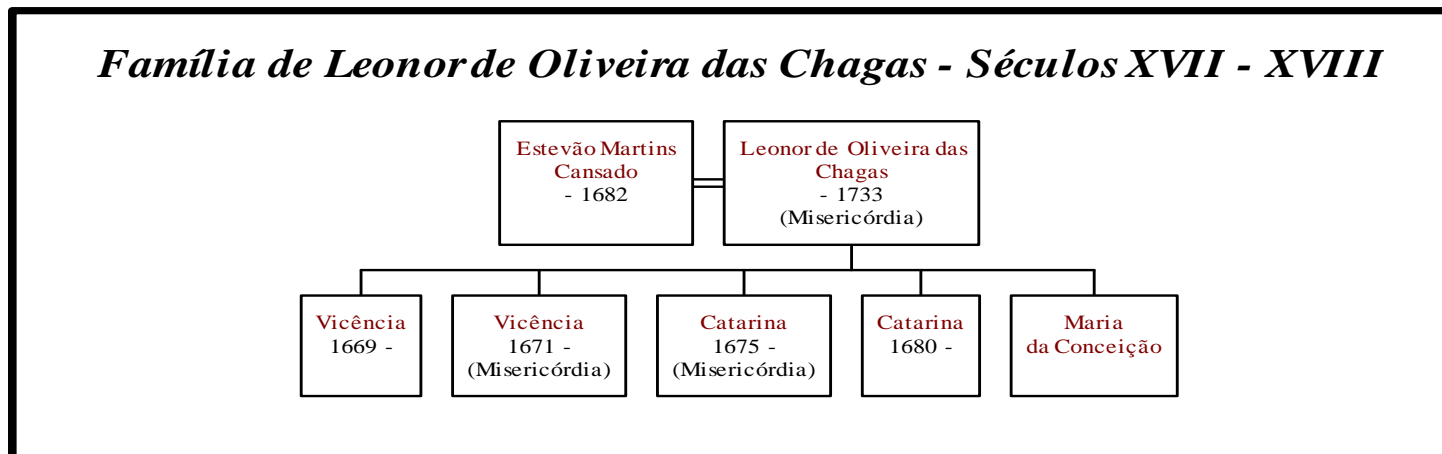 Família de Leonor de Oliveira das Chagas - Séculos XVII - XVIII
Estevão Martins
Cansado
- 1682
Leonor de Oliveira das
Chagas
- 1733
(Misericórdia)
Vicência
1669 -
Vicência
1671 -
(Misericórdia)
Catarina
1675 -
(Misericórdia)
Catarina
1680 -
Maria
da Conceição